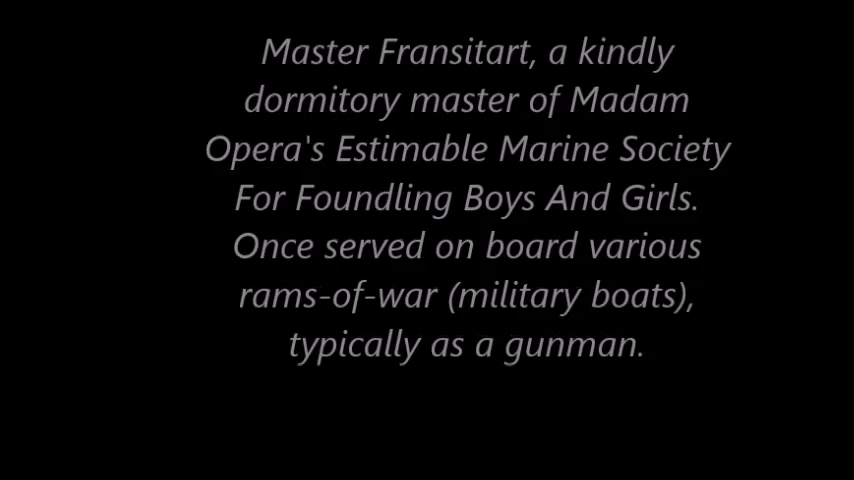 Master Fransitart, a kindly
dormitory master of Madam
Opera's Estimable Marine Society
For Foundling Boys And Girls.
Once served on board various
rams-of-war (military boats),
typically as a gunman.